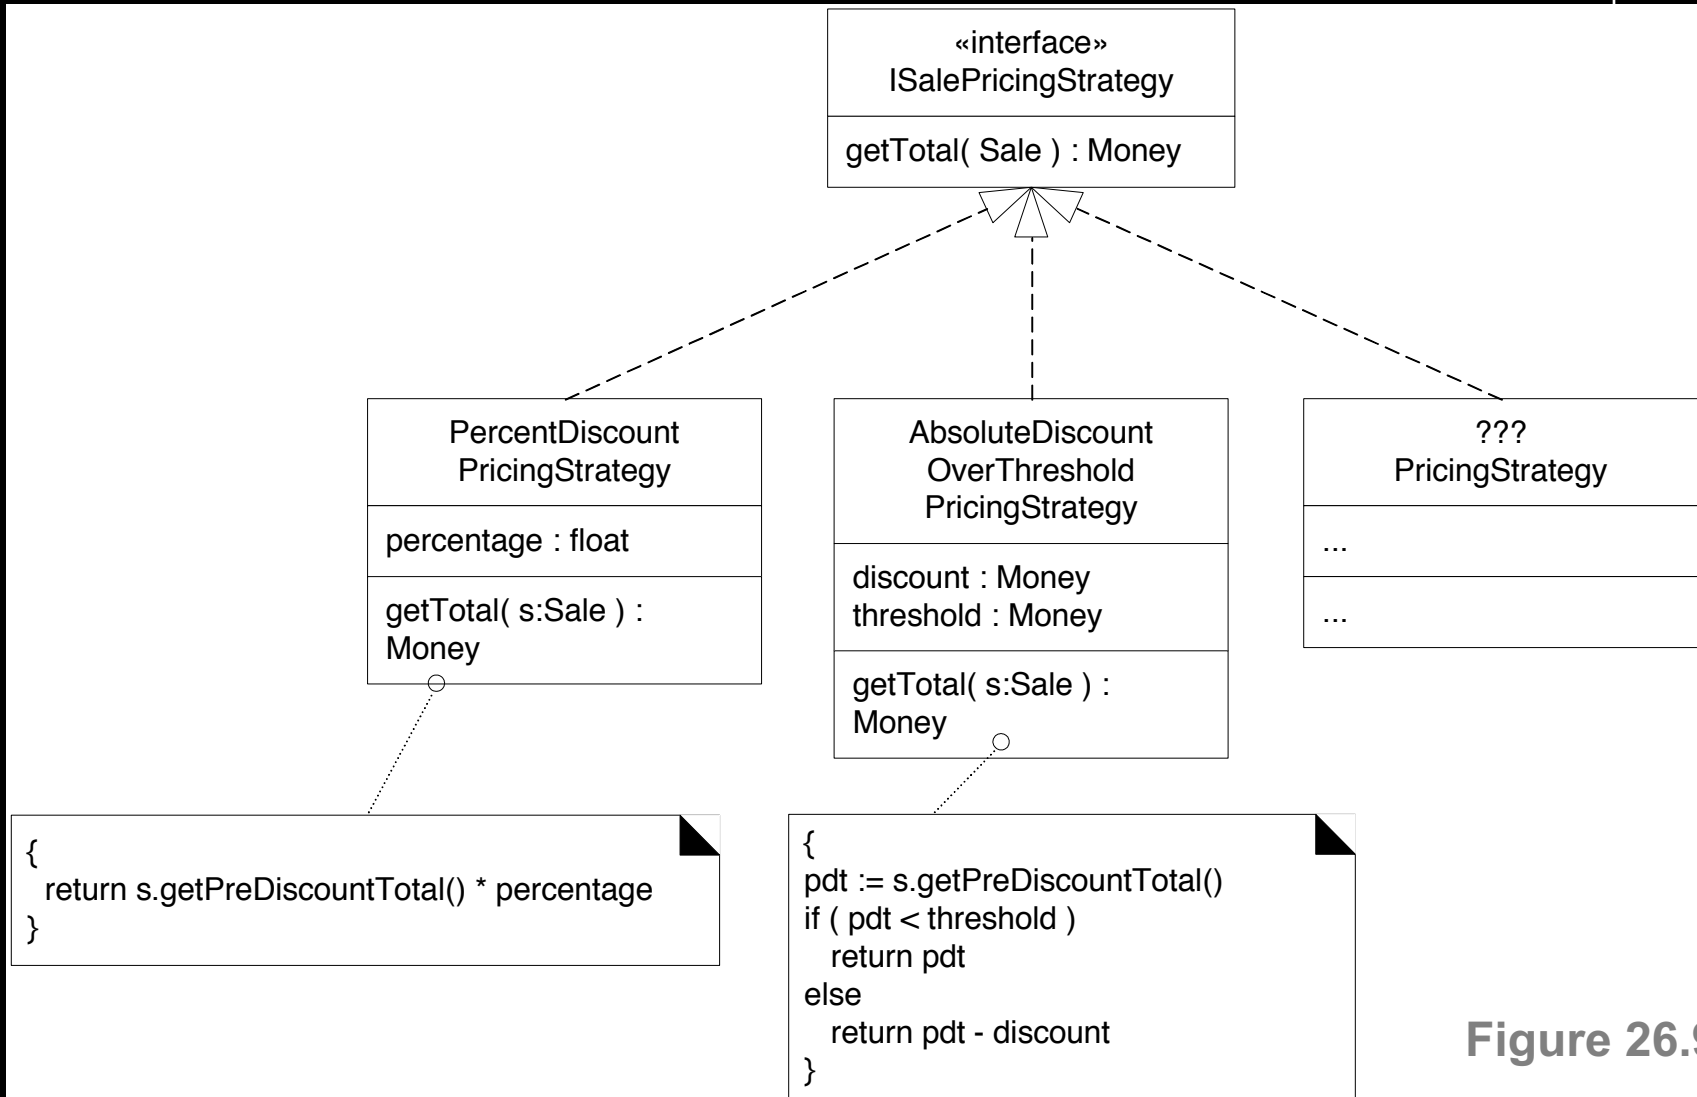 «interface»
ISalePricingStrategy
getTotal( Sale ) : Money
PercentDiscount
PricingStrategy
percentage : float
getTotal( s:Sale ) :
Money
AbsoluteDiscount
OverThreshold
PricingStrategy
discount : Money
threshold : Money
getTotal( s:Sale ) :
Money
???
PricingStrategy
...
...
{
return s.getPreDiscountTotal() * percentage
}
{
pdt := s.getPreDiscountTotal()
if ( pdt < threshold )
return pdt
else
return pdt - discount
}
Figure 26.9